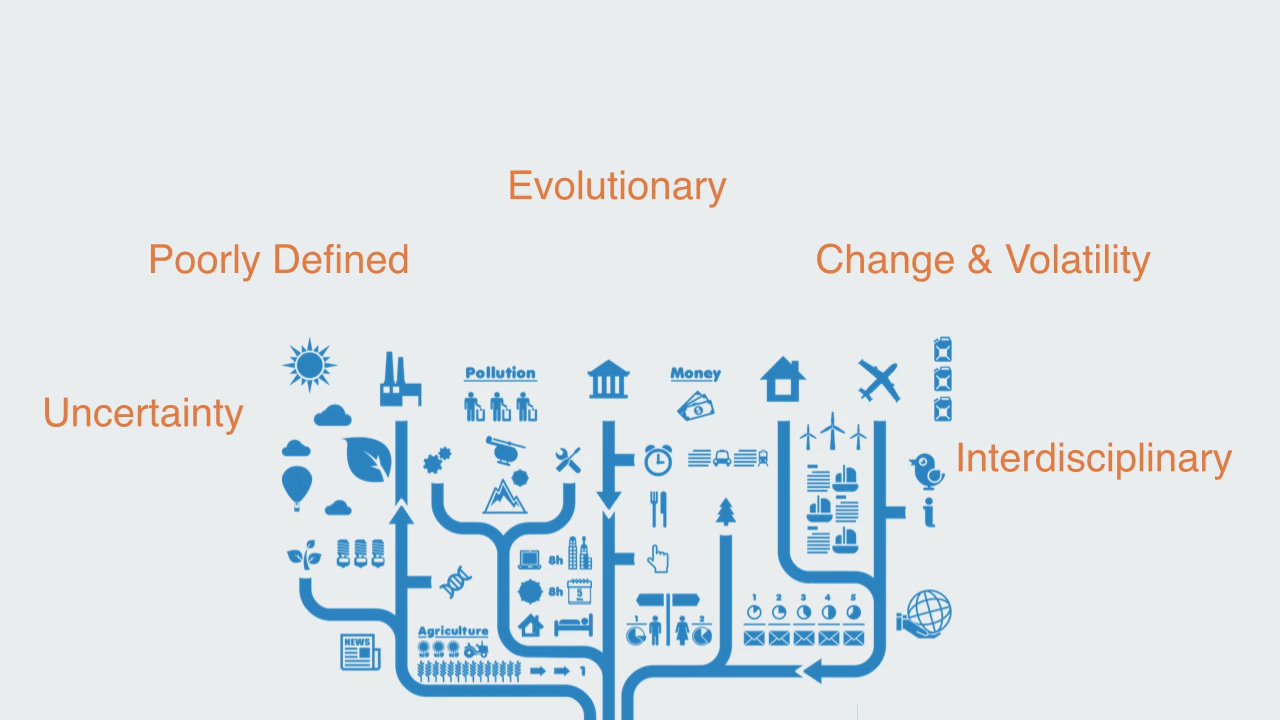 Evolutionary
Poorly Defined
Change & Volatility
Uncertainty
Interdisciplinary
Pollution
Money
8h
8h
5
1
2
3
4
5
1
2
Agriculture
NEWS
1